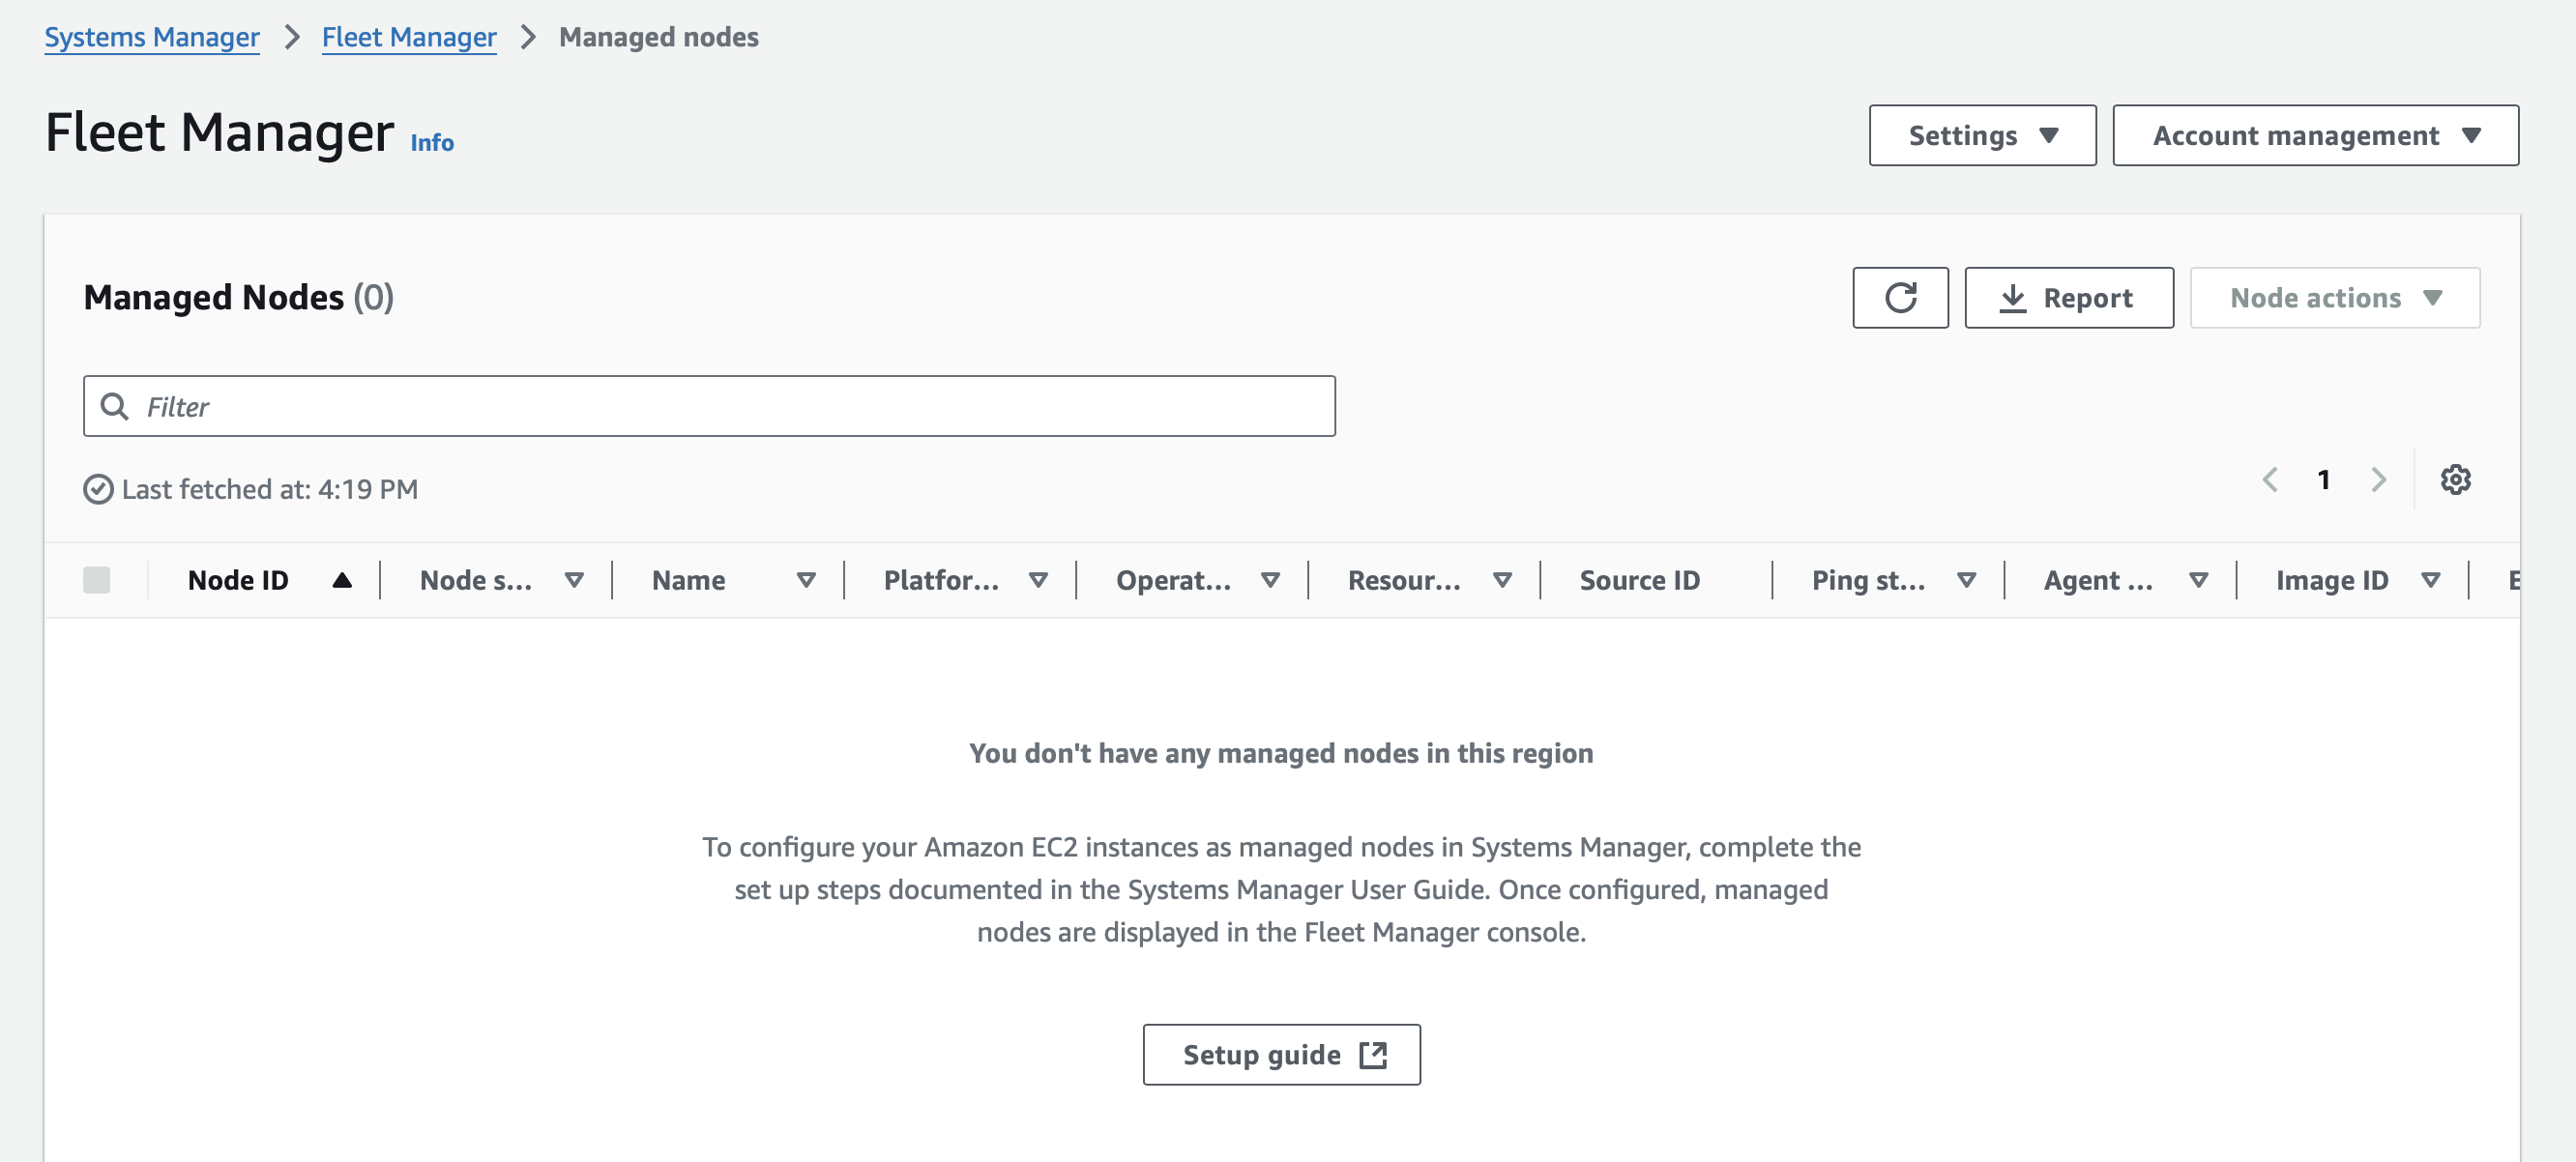 Systems Manager > Fleet Manager > Managed nodes
Fleet Manager Info
Settings
Account management
Managed Nodes (0)
Report
Node actions
Filter
Last fetched at: 4:19 PM
1
Node ID Node s... Name Platfor... Operat... Resour... Source ID Ping st... Agent ... Image ID E
You don't have any managed nodes in this region
To configure your Amazon EC2 instances as managed nodes in Systems Manager, complete the
set up steps documented in the Systems Manager User Guide. Once configured, managed
nodes are displayed in the Fleet Manager console.
Setup guide